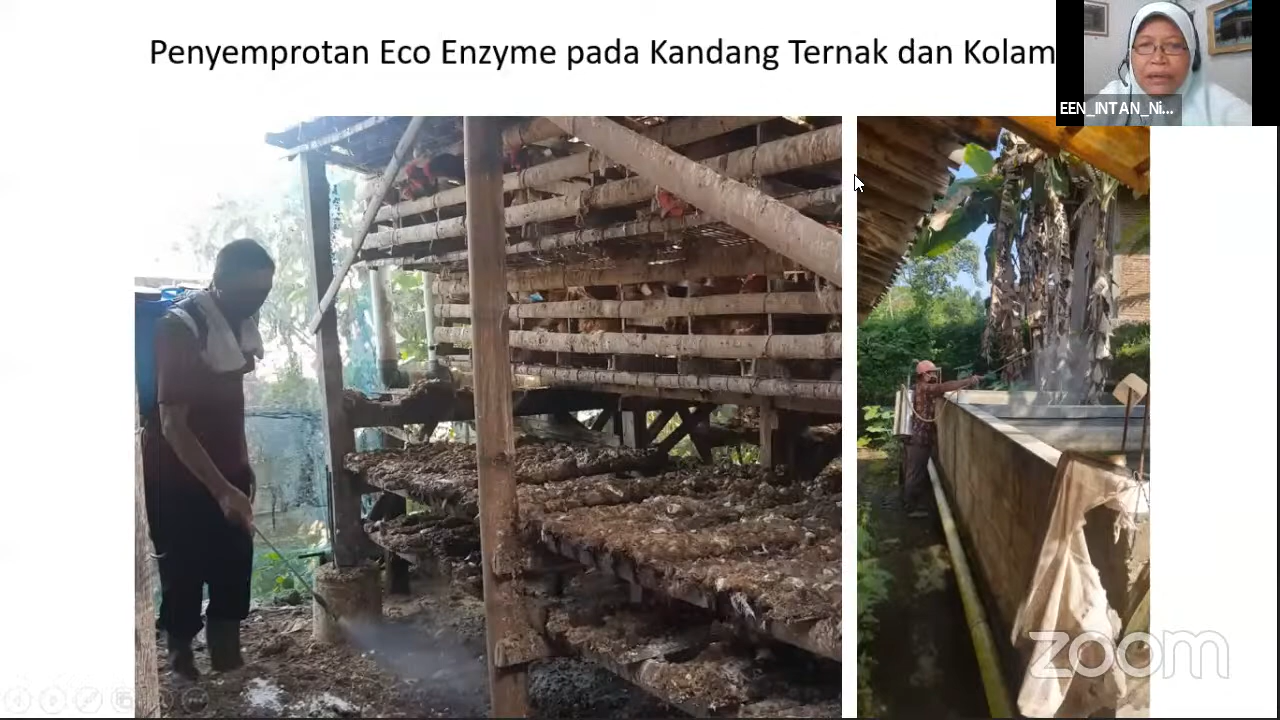 Penyemprotan Eco Enzyme pada Kandang Ternak dan Kolam
EEN_INTAN_Ni...
zoom